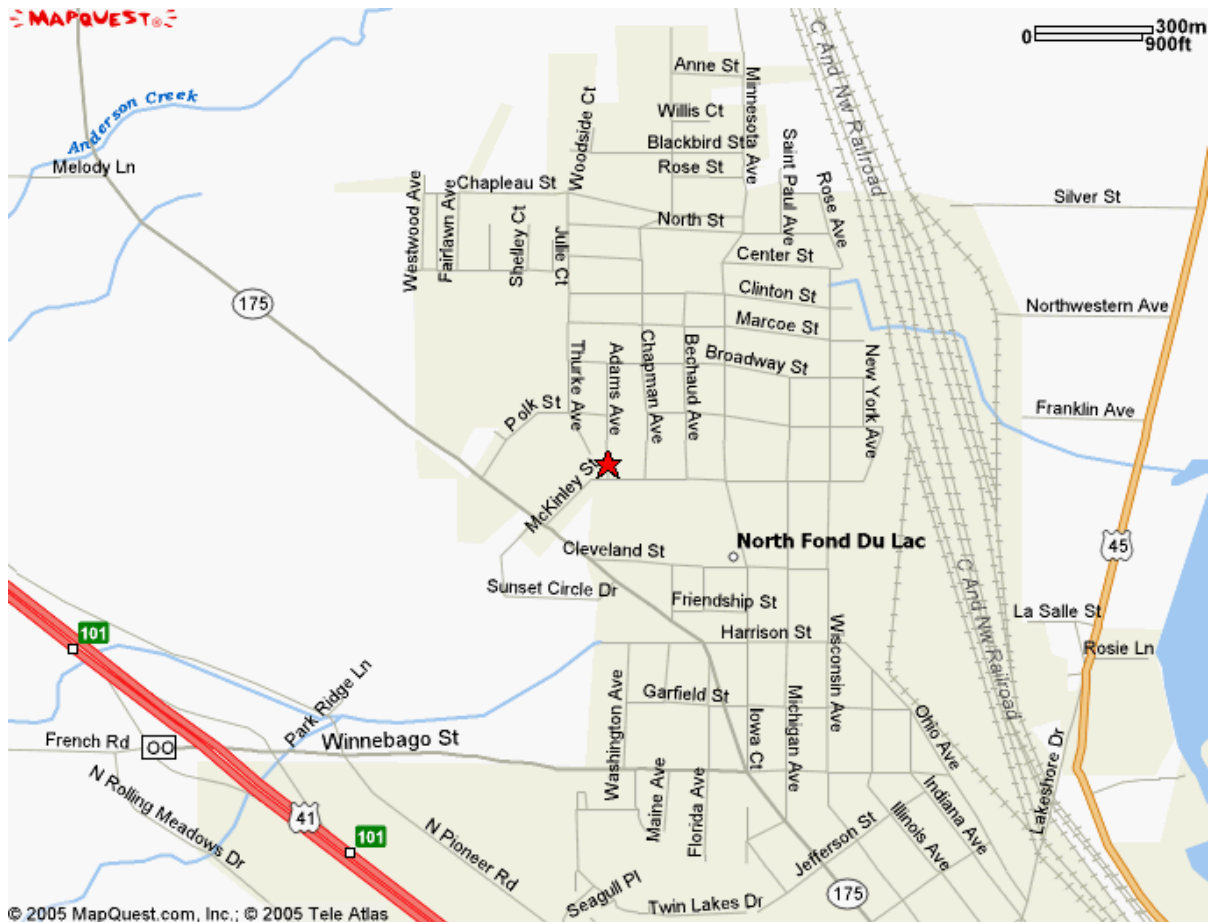 MAPQUEST®
0
300m
900ft
Anderson Creek
Melody Ln
Anne St
Willis Ct
Blackbird St
Rose St
Minnesota Ave
Woodside Ct
Saint Paul Ave
Rose Ave
C And Nw Railroad
Silver St
Westwood Ave
Fairlawn Ave
Chapleau St
Shelley Ct
Julie Ct
North St
Center St
Clinton St
Marcoe St
Broadway St
Northwestern Ave
175
Thurke Ave
Adams Ave
Chapman Ave
Bechaud Ave
New York Ave
Polk St
Franklin Ave
McKinley St
North Fond Du Lac
Cleveland St
45
Sunset Circle Dr
Friendship St
Harrison St
Wisconsin Ave
C And Nw Railroad
La Salle St
Rosie Ln
101
Park Ridge Ln
Washington Ave
Garfield St
Iowa Ct
Michigan Ave
Ohio Ave
French Rd
OO
Winnebago St
N Rolling Meadows Dr
41
101
N Pioneer Rd
Maine Ave
Florida Ave
Jefferson St
Illinois Ave
Indiana Ave
Lakeshore Dr
Seagull Pl
Twin Lakes Dr
175
© 2005 MapQuest.com, Inc.; © 2005 Tele Atlas